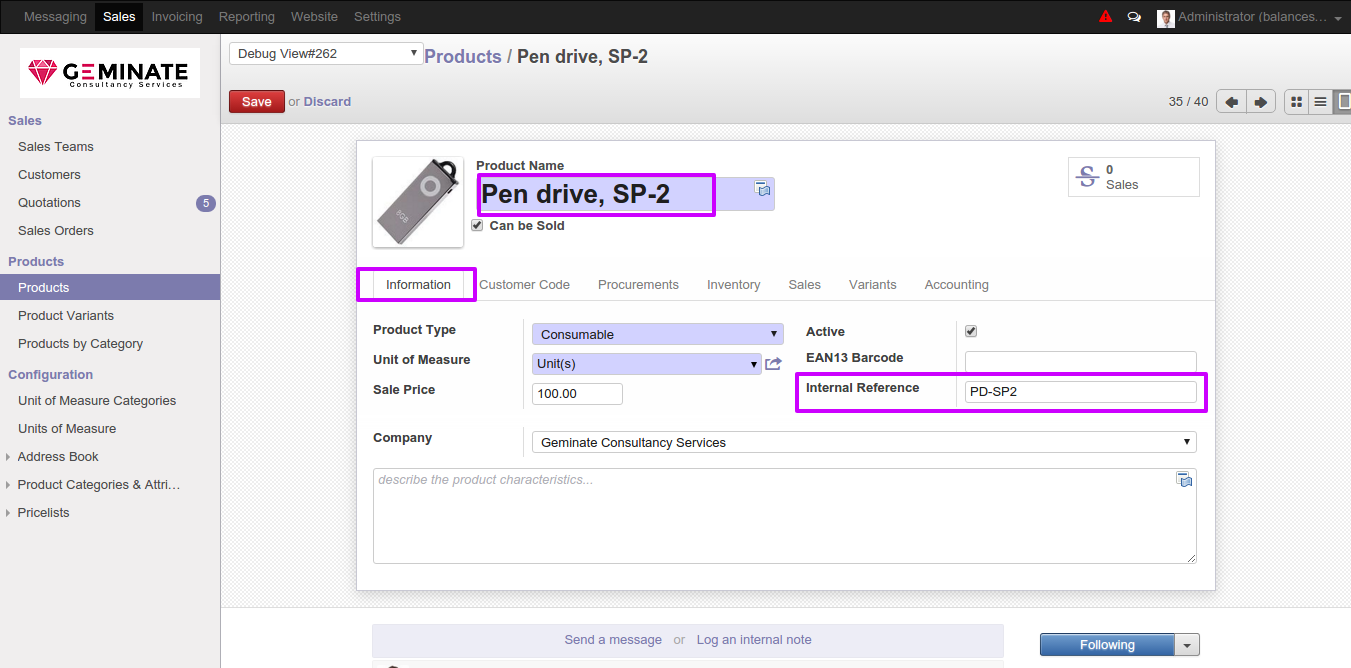 Messaging Sales Invoicing Reporting Website Settings Administrator (balances...
GEMINATE
Consultancy Services
Sales
Sales Teams
Customers
Quotations 5
Sales Orders
Products
Products
Product Variants
Products by Category
Configuration
Unit of Measure Categories
Units of Measure
Address Book
Product Categories & Attri...
Pricelists
Debug View#262 Products / Pen drive, SP-2
Save or Discard 35 / 40
8GB
Product Name
Pen drive, SP-2
Can be Sold
0
Sales
Information Customer Code Procurements Inventory Sales Variants Accounting
Product Type Consumable Active
Unit of Measure Unit(s) EAN13 Barcode
Sale Price 100.00 Internal Reference PD-SP2
Company Geminate Consultancy Services
describe the product characteristics...
Send a message or Log an internal note
Following